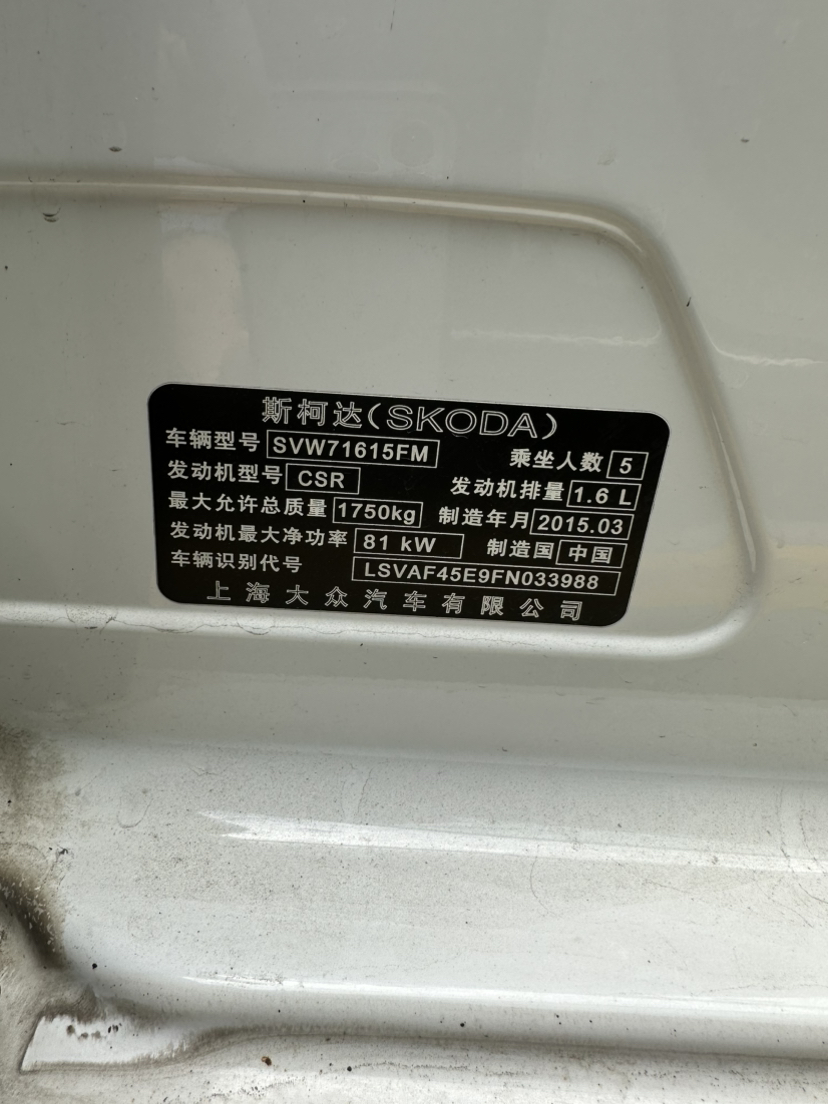 斯柯达(SKODA)
车辆型号 SVW71615FM 乘坐人数 5
发动机型号 CSR 发动机排量 1.6 L
最大允许总质量 1750kg 制造年月 2015.03
发动机最大净功率 81 kW 制造国 中国
车辆识别代号 LSVAF45E9FN033988
上海大众汽车有限公司